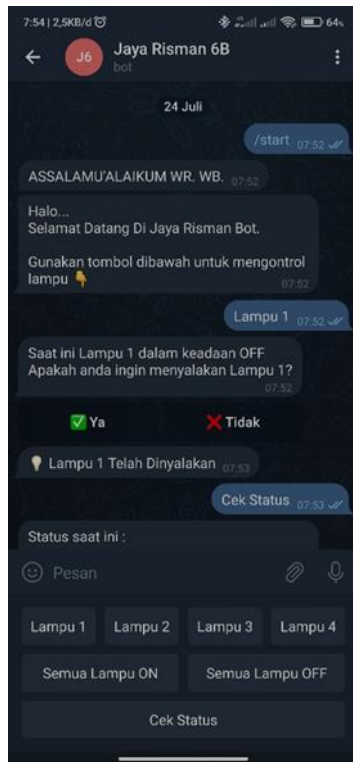 7:54 | 2,5KB/d
64%
J6
Jaya Risman 6B
bot
24 Juli
/start 07:52
ASSALAMU'ALAIKUM WR. WB. 07:52
Halo...
Selamat Datang Di Jaya Risman Bot.
Gunakan tombol dibawah untuk mengontrol
lampu 👇 07:52
Lampu 1 07:52
Saat ini Lampu 1 dalam keadaan OFF
Apakah anda ingin menyalakan Lampu 1?
07:52
✅ Ya ❌ Tidak
💡 Lampu 1 Telah Dinyalakan 07:53
Cek Status 07:53
Status saat ini :
Pesan
Lampu 1 Lampu 2 Lampu 3 Lampu 4
Semua Lampu ON Semua Lampu OFF
Cek Status